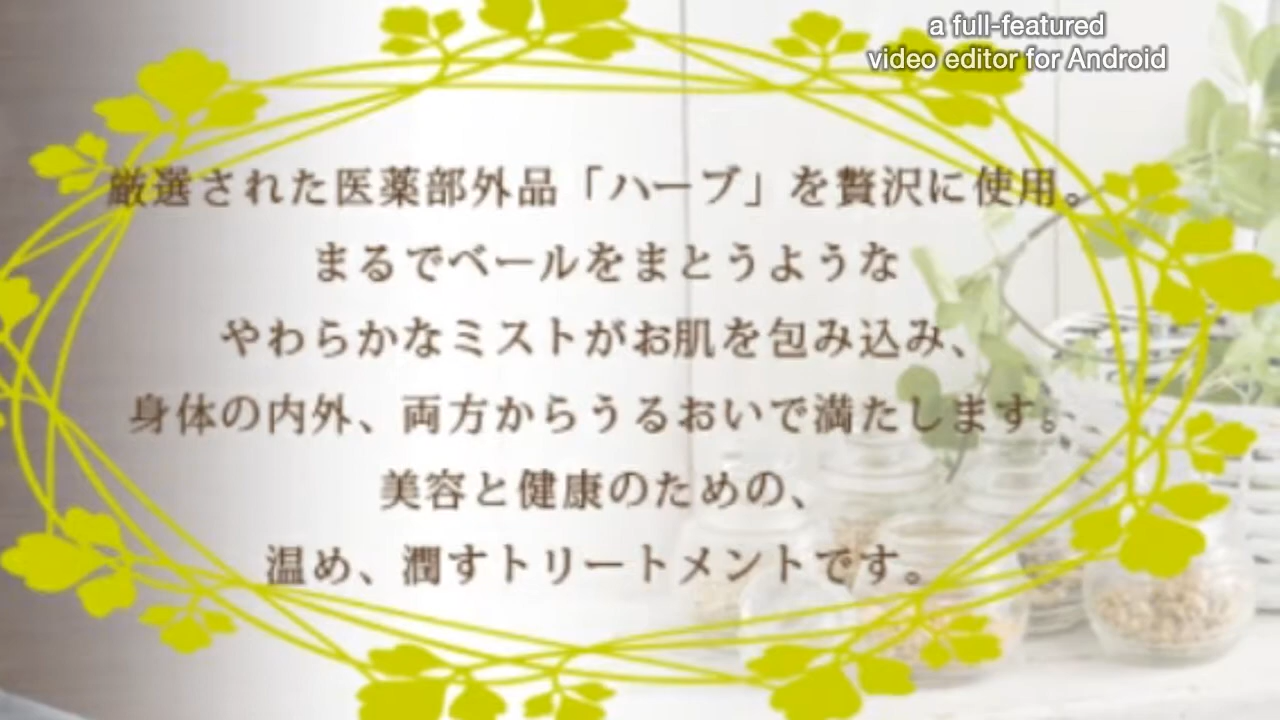 a full-featured
video editor for Android
厳選された医薬部外品「ハーブ」を贅沢に使用。
まるでベールをまとうような
やわらかなミストがお肌を包み込み、
身体の内外、両方からうるおいで満たします。
美容と健康のための、
温め、潤すトリートメントです。